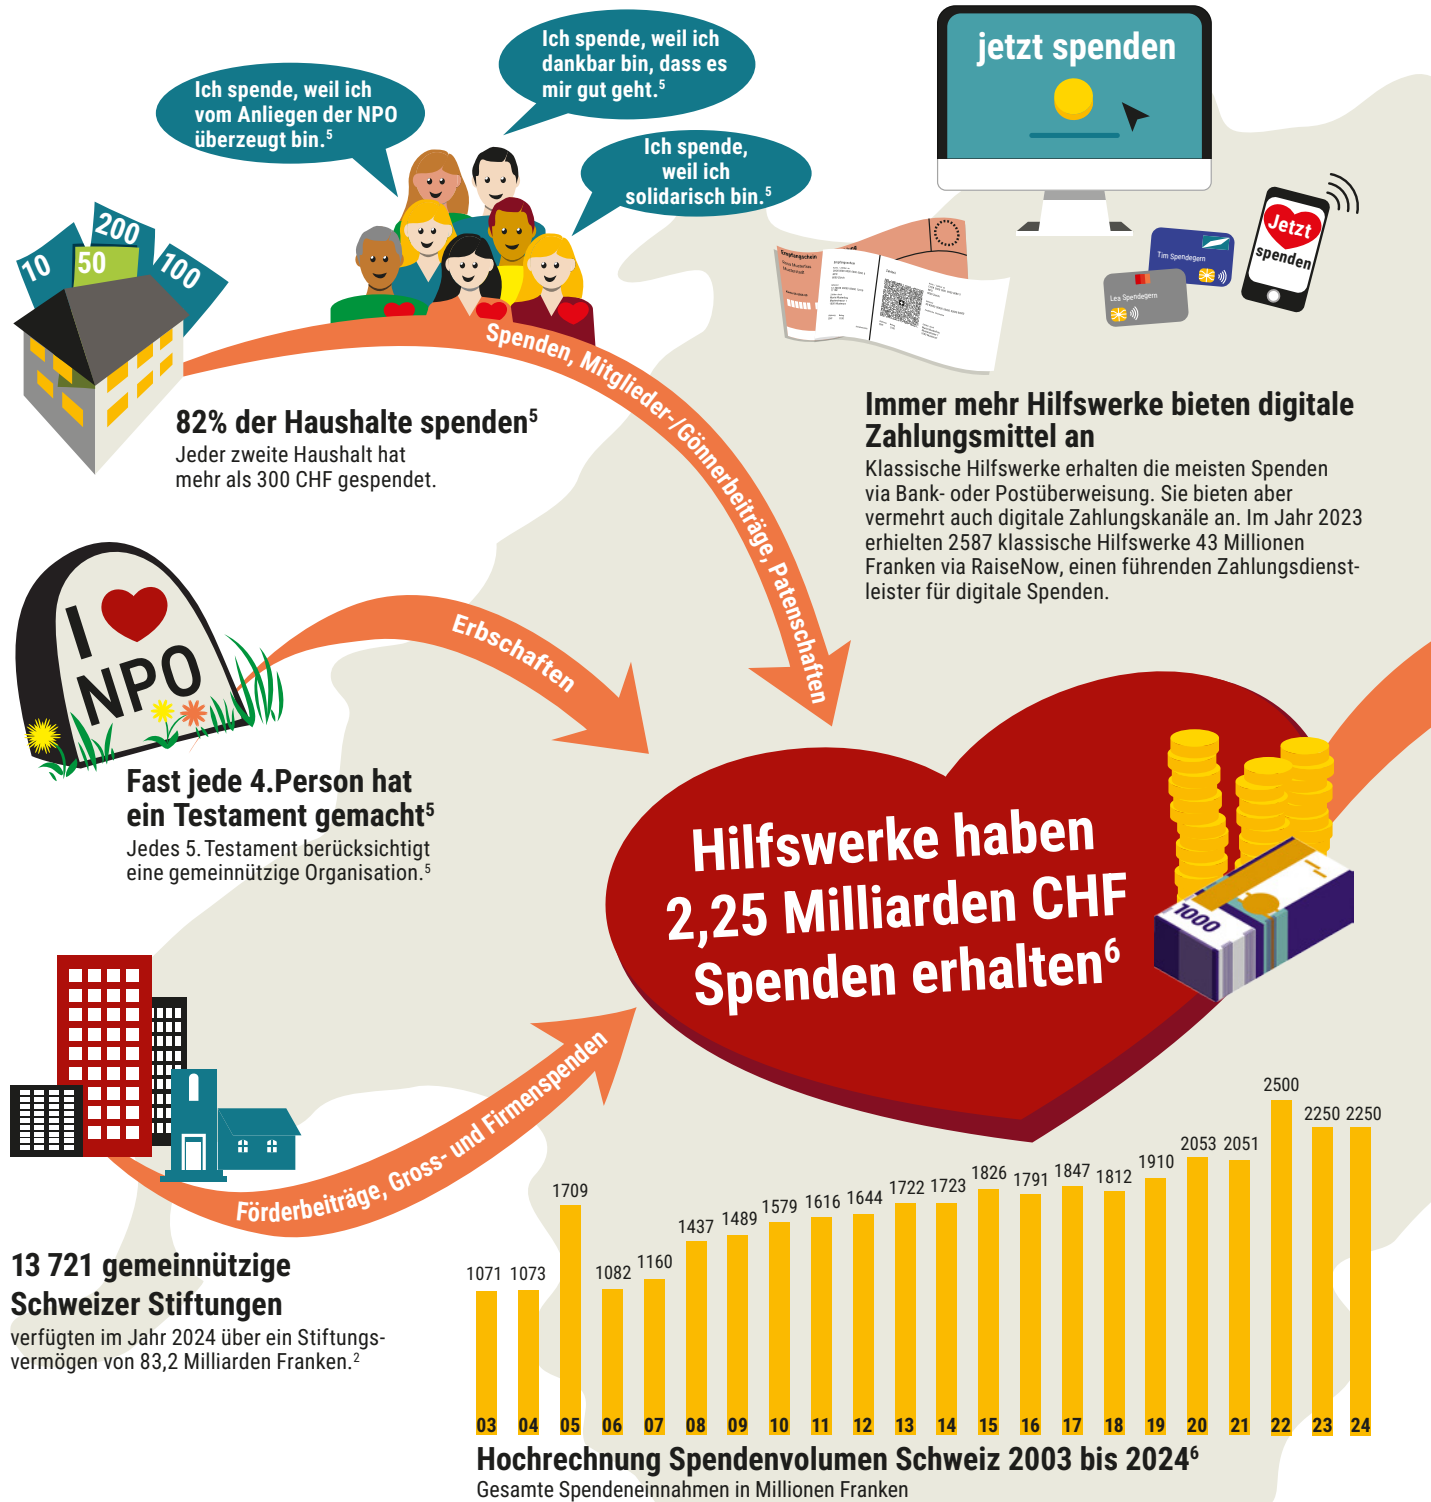 Ich spende, weil ich
vom Anliegen der NPO
überzeugt bin.⁵
Ich spende, weil ich
dankbar bin, dass es
mir gut geht.⁵
Ich spende,
weil ich
solidarisch bin.⁵
10
50
200
100
82% der Haushalte spenden⁵
Jeder zweite Haushalt hat
mehr als 300 CHF gespendet.
Spenden, Mitglieder-/Gönnerbeiträge, Patenschaften
jetzt spenden
Empfangschein
Tim Spendegern
Lea Spendegern
Jetzt
spenden
Immer mehr Hilfswerke bieten digitale
Zahlungsmittel an
Klassische Hilfswerke erhalten die meisten Spenden
via Bank- oder Postüberweisung. Sie bieten aber
vermehrt auch digitale Zahlungskanäle an. Im Jahr 2023
erhielten 2587 klassische Hilfswerke 43 Millionen
Franken via RaiseNow, einen führenden Zahlungsdienst-
leister für digitale Spenden.
I
NPO
Erbschaften
Fast jede 4.Person hat
ein Testament gemacht⁵
Jedes 5. Testament berücksichtigt
eine gemeinnützige Organisation.⁵
Hilfswerke haben
2,25 Milliarden CHF
Spenden erhalten⁶
1000
Förderbeiträge, Gross- und Firmenspenden
13 721 gemeinnützige
Schweizer Stiftungen
verfügten im Jahr 2024 über ein Stiftungs-
vermögen von 83,2 Milliarden Franken.²
1071 1073 1709 1082 1160 1437 1489 1579 1616 1644 1722 1723 1826 1791 1847 1812 1910 2053 2051 2500 2250 2250
03 04 05 06 07 08 09 10 11 12 13 14 15 16 17 18 19 20 21 22 23 24
Hochrechnung Spendenvolumen Schweiz 2003 bis 2024⁶
Gesamte Spendeneinnahmen in Millionen Franken